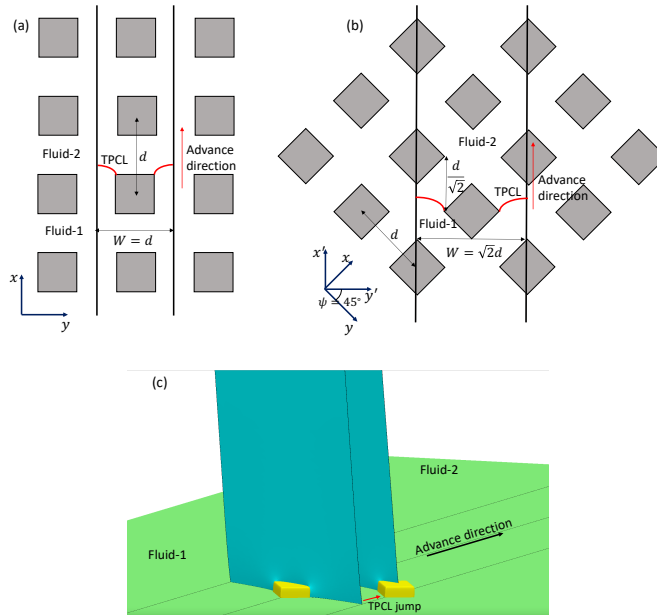 (a)
Fluid-2
TPCL
d
Advance
direction
Fluid-1
W = d
x
y
(b)
Fluid-2
d
√2
TPCL
Advance
direction
Fluid-1
d
W = √2d
x′
x
y′
ψ = 45°
y
(c)
Fluid-2
Fluid-1
Advance direction
TPCL jump